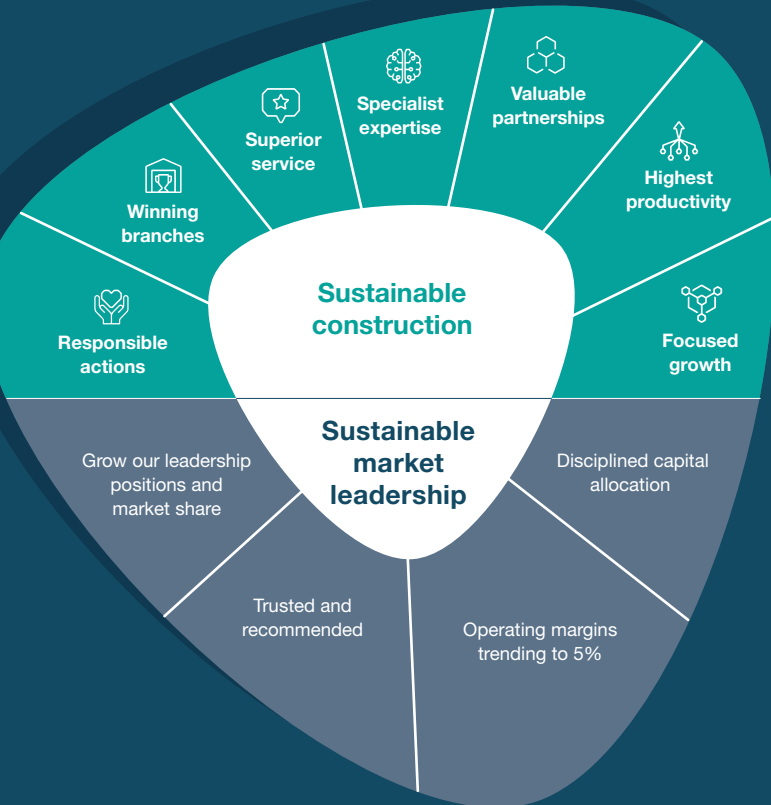 Responsible
actions
Winning
branches
Superior
service
Specialist
expertise
Valuable
partnerships
Highest
productivity
Focused
growth
Sustainable
construction
Sustainable
market
leadership
Grow our leadership
positions and
market share
Trusted and
recommended
Operating margins
trending to 5%
Disciplined capital
allocation